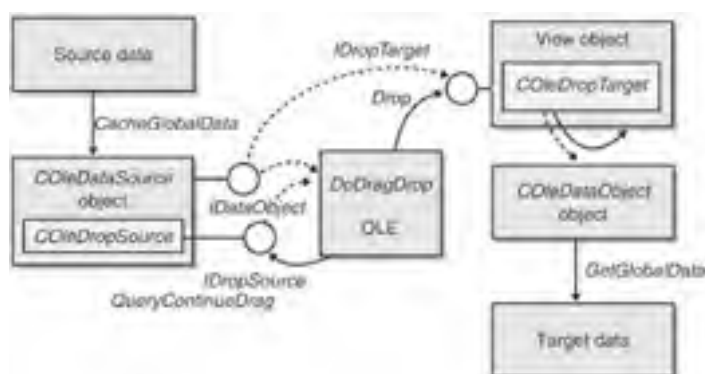 Source data
CacheGlobalData
COleDataSource
object
COleDropSource
IDropTarget
Drop
IDataObject
DoDragDrop
OLE
IDropSource
QueryContinueDrag
View object
COleDropTarget
COleDataObject
object
GetGlobalData
Target data